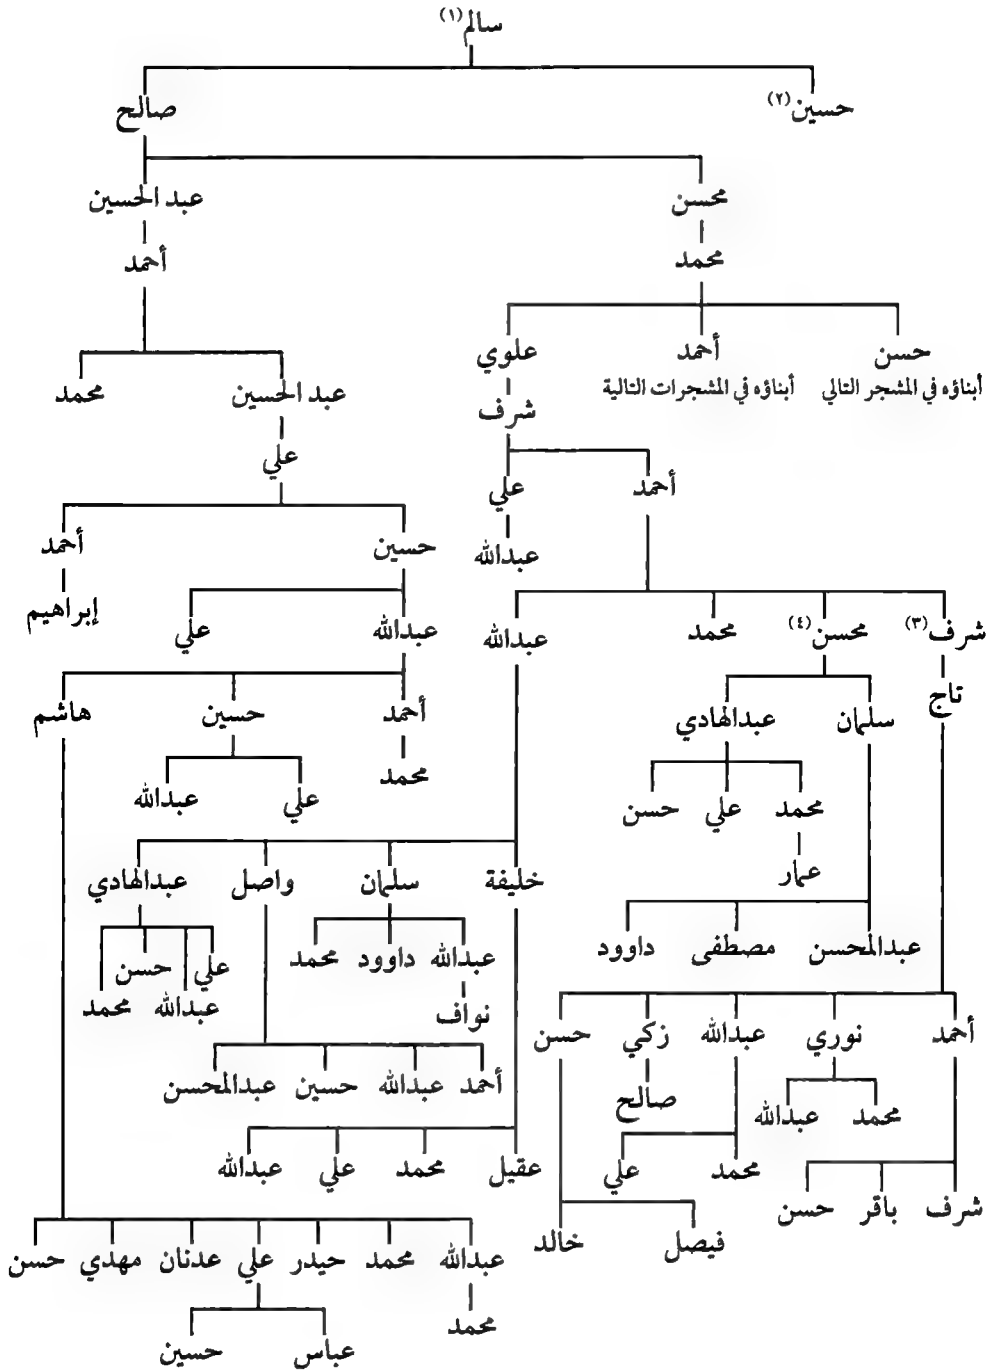 سالم (١)
حسين (٢) صالح
محسن عبد الحسين
محمد أحمد
حسن أحمد علوي
أبناؤه في المشجر التالي أبناؤه في المشجرات التالية
عبد الحسين محمد
شرف
علي
أحمد علي
حسين أحمد
عبدالله
إبراهيم
شرف (٣) محسن (٤) محمد عبدالله عبدالله علي
تاج
سلمان عبدالهادي أحمد حسين هاشم
محمد
محمد علي حسن علي عبدالله
عمار
خليفة سلمان واصل عبدالهادي
عبدالمحسن مصطفى داوود
عبدالله داوود محمد علي حسن
عبدالله محمد
نواف
أحمد نوري عبدالله زكي حسن
أحمد عبدالله حسين عبدالمحسن
صالح
محمد عبدالله
محمد علي عقيل محمد علي عبدالله
شرف باقر حسن
فيصل خالد
عبدالله محمد حيدر علي عدنان مهدي حسن
محمد
عباس حسين